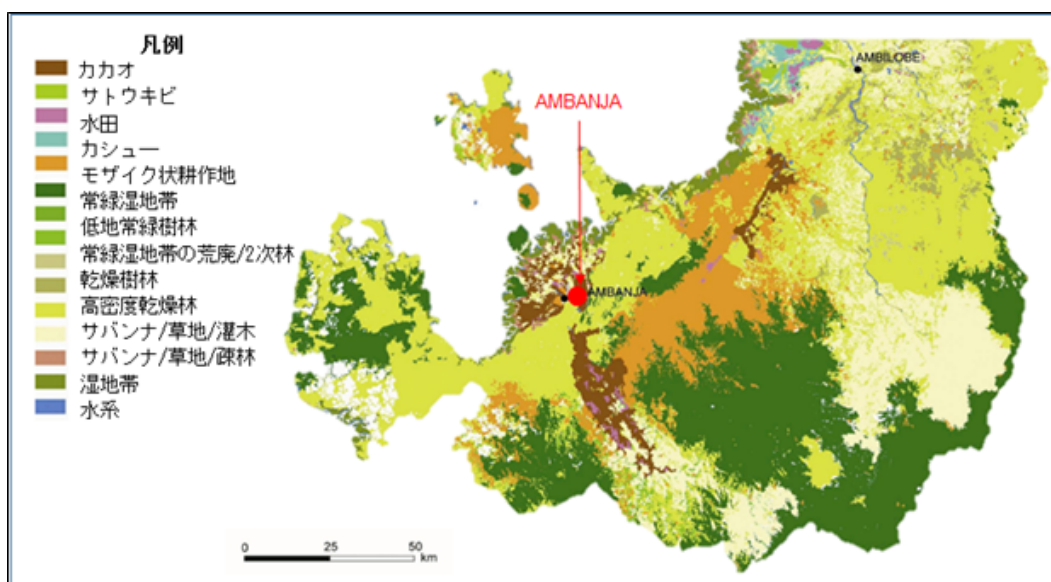 凡例
カカオ
サトウキビ
水田
カシュー
モザイク状耕作地
常緑湿地帯
低地常緑樹林
常緑湿地帯の荒廃/2次林
乾燥樹林
高密度乾燥林
サバンナ/草地/灌木
サバンナ/草地/疎林
湿地帯
水系
AMBILOBE
AMBANJA
AMBANJA
0 25 50
km